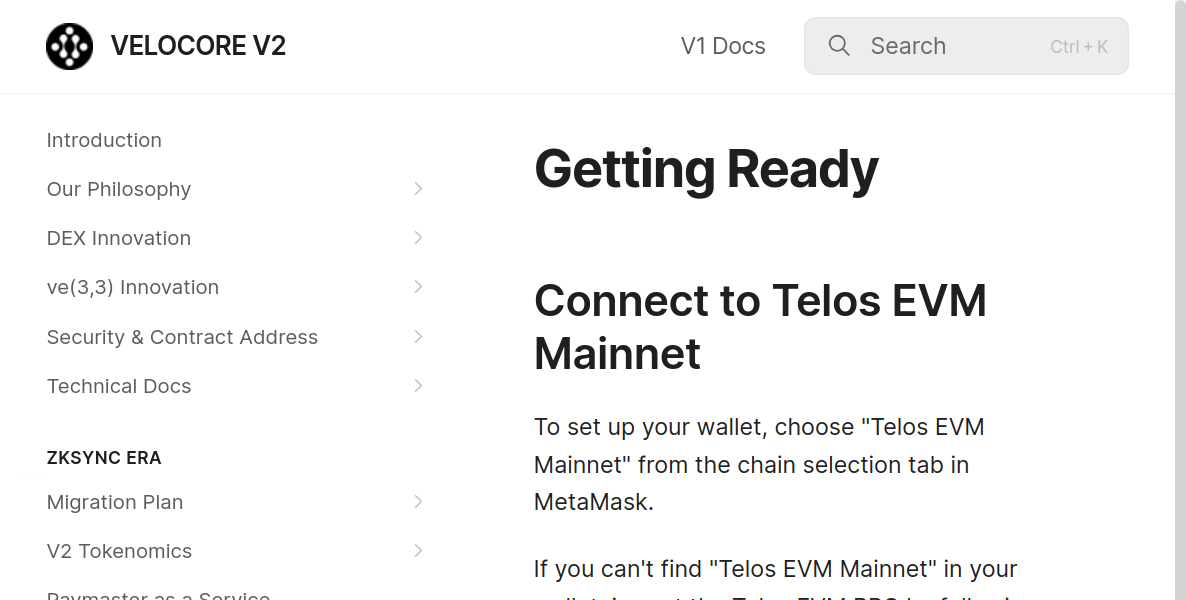 VELOCORE V2
V1 Docs
Search
Ctrl + K
Introduction
Our Philosophy
DEX Innovation
ve(3,3) Innovation
Security & Contract Address
Technical Docs
ZKSYNC ERA
Migration Plan
V2 Tokenomics
Paymaster as a Service
Getting Ready
Connect to Telos EVM
Mainnet
To set up your wallet, choose "Telos EVM
Mainnet" from the chain selection tab in
MetaMask.
If you can't find "Telos EVM Mainnet" in your